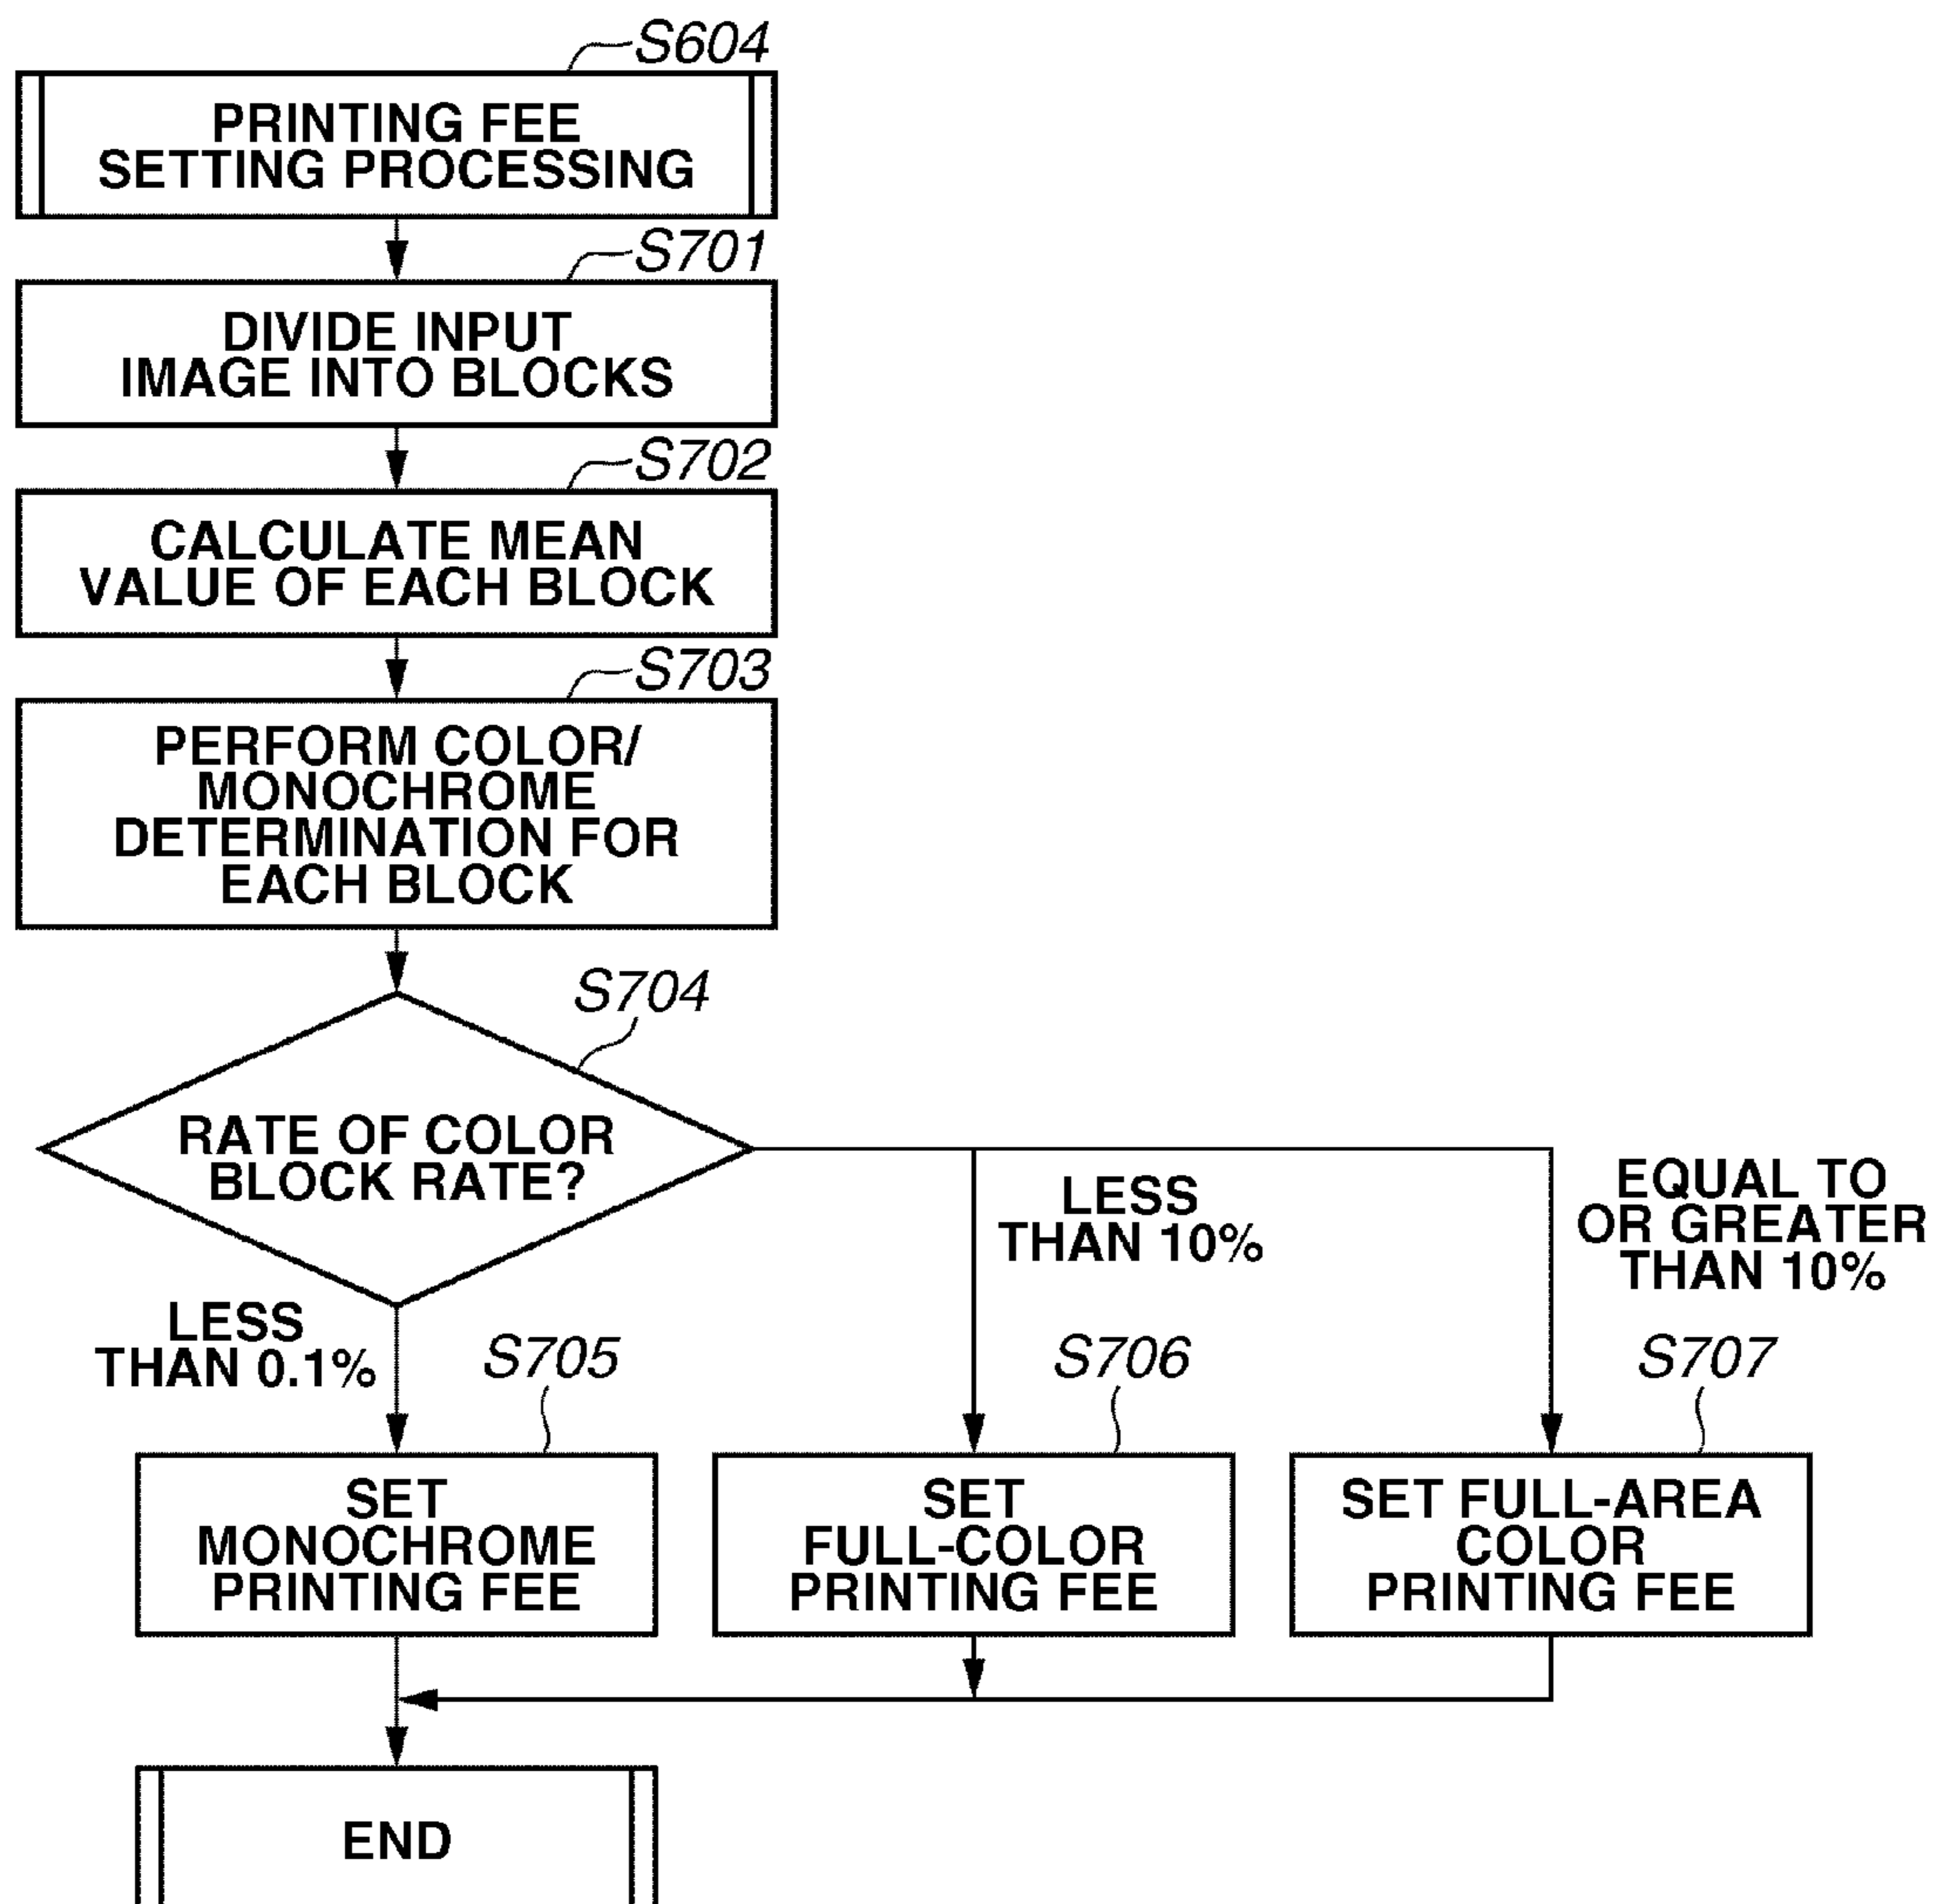 S604
PRINTING FEE
SETTING PROCESSING
S701
DIVIDE INPUT
IMAGE INTO BLOCKS
S702
CALCULATE MEAN
VALUE OF EACH BLOCK
S703
PERFORM COLOR/
MONOCHROME
DETERMINATION FOR
EACH BLOCK
S704
RATE OF COLOR
BLOCK RATE?
LESS
THAN 10%
EQUAL TO
OR GREATER
THAN 10%
LESS
THAN 0.1%
S705
S706
S707
SET
MONOCHROME
PRINTING FEE
SET
FULL-COLOR
PRINTING FEE
SET FULL-AREA
COLOR
PRINTING FEE
END